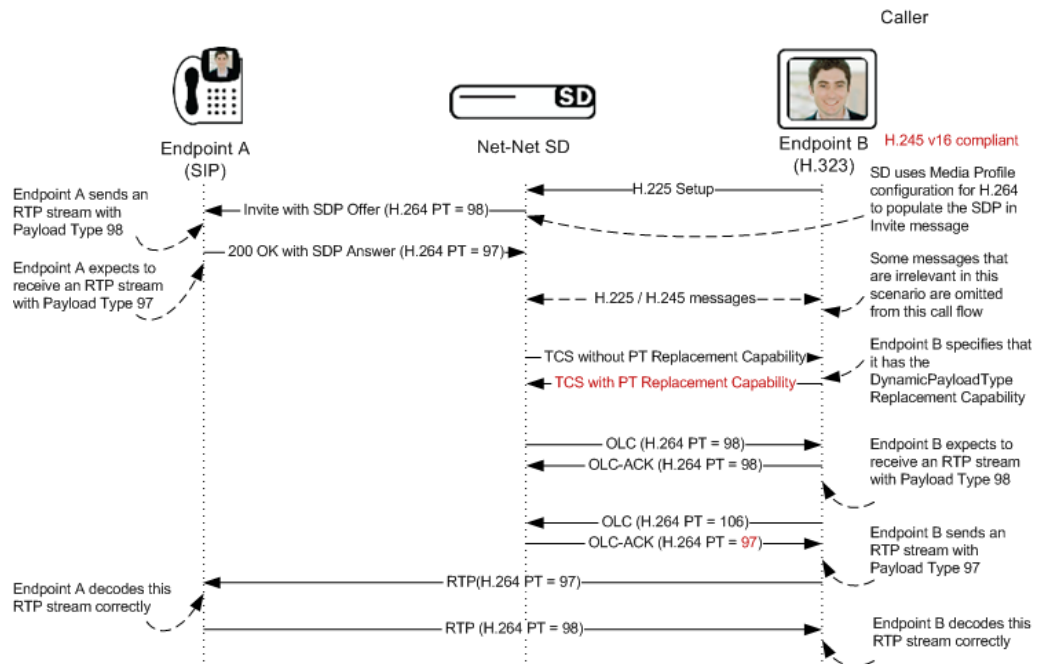 Caller
SD
Endpoint A
(SIP)
Net-Net SD
Endpoint B
(H.323)
H.245 v16 compliant
Endpoint A sends an
RTP stream with
Payload Type 98
H.225 Setup
SD uses Media Profile
configuration for H.264
to populate the SDP in
Invite message
Invite with SDP Offer (H.264 PT = 98)
200 OK with SDP Answer (H.264 PT = 97)
Endpoint A expects to
receive an RTP stream
with Payload Type 97
H.225 / H.245 messages
Some messages that
are irrelevant in this
scenario are omitted
from this call flow
TCS without PT Replacement Capability
TCS with PT Replacement Capability
Endpoint B specifies that
it has the
DynamicPayloadType
Replacement Capability
OLC (H.264 PT = 98)
OLC-ACK (H.264 PT = 98)
Endpoint B expects to
receive an RTP stream
with Payload Type 98
OLC (H.264 PT = 106)
OLC-ACK (H.264 PT = 97)
Endpoint B sends an
RTP stream with
Payload Type 97
RTP(H.264 PT = 97)
Endpoint A decodes this
RTP stream correctly
RTP (H.264 PT = 98)
Endpoint B decodes this
RTP stream correctly